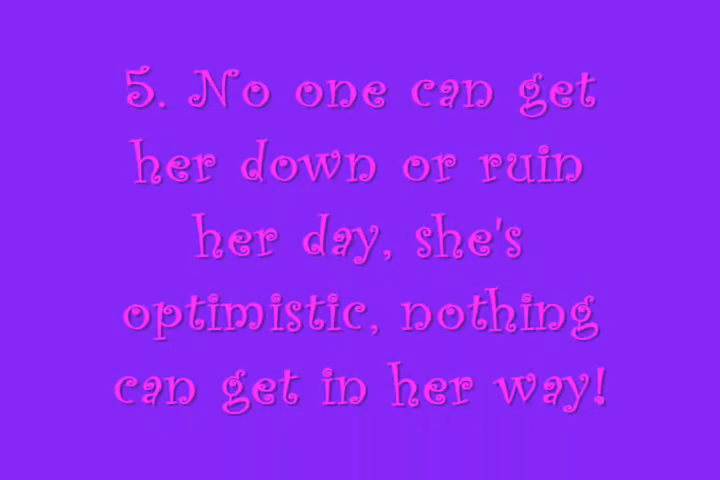 5. No one can get
her down or ruin
her day, she's
optimistic, nothing
can get in her way!